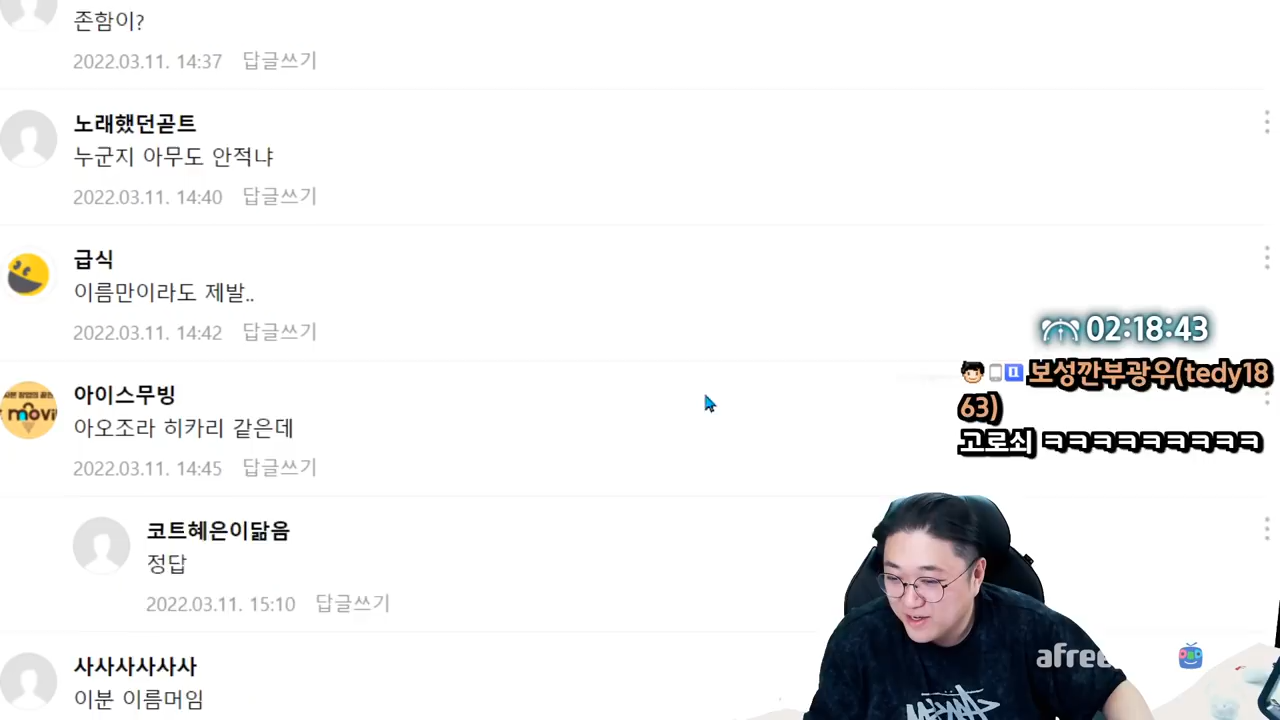 존함이?
2022.03.11. 14:37 답글쓰기
노래했던곧트
누군지 아무도 안적냐
2022.03.11. 14:40 답글쓰기
급식
이름만이라도 제발..
2022.03.11. 14:42 답글쓰기
02:18:43
보성깐부광우(tedy18
63)
고로쇠 ㅋㅋㅋㅋㅋㅋㅋㅋㅋ
movi
아이스무빙
아오조라 히카리 같은데
2022.03.11. 14:45 답글쓰기
코트혜은이닮음
정답
2022.03.11. 15:10 답글쓰기
사사사사사사
이분 이름머임
afree